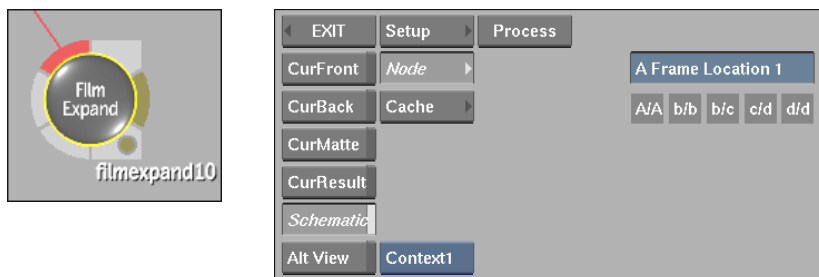 Film
Expand
filmexpand10
EXIT Setup Process
CurFront Node A Frame Location 1
CurBack Cache A/A b/b b/c c/d d/d
CurMatte
CurResult
Schematic
Alt View Context1